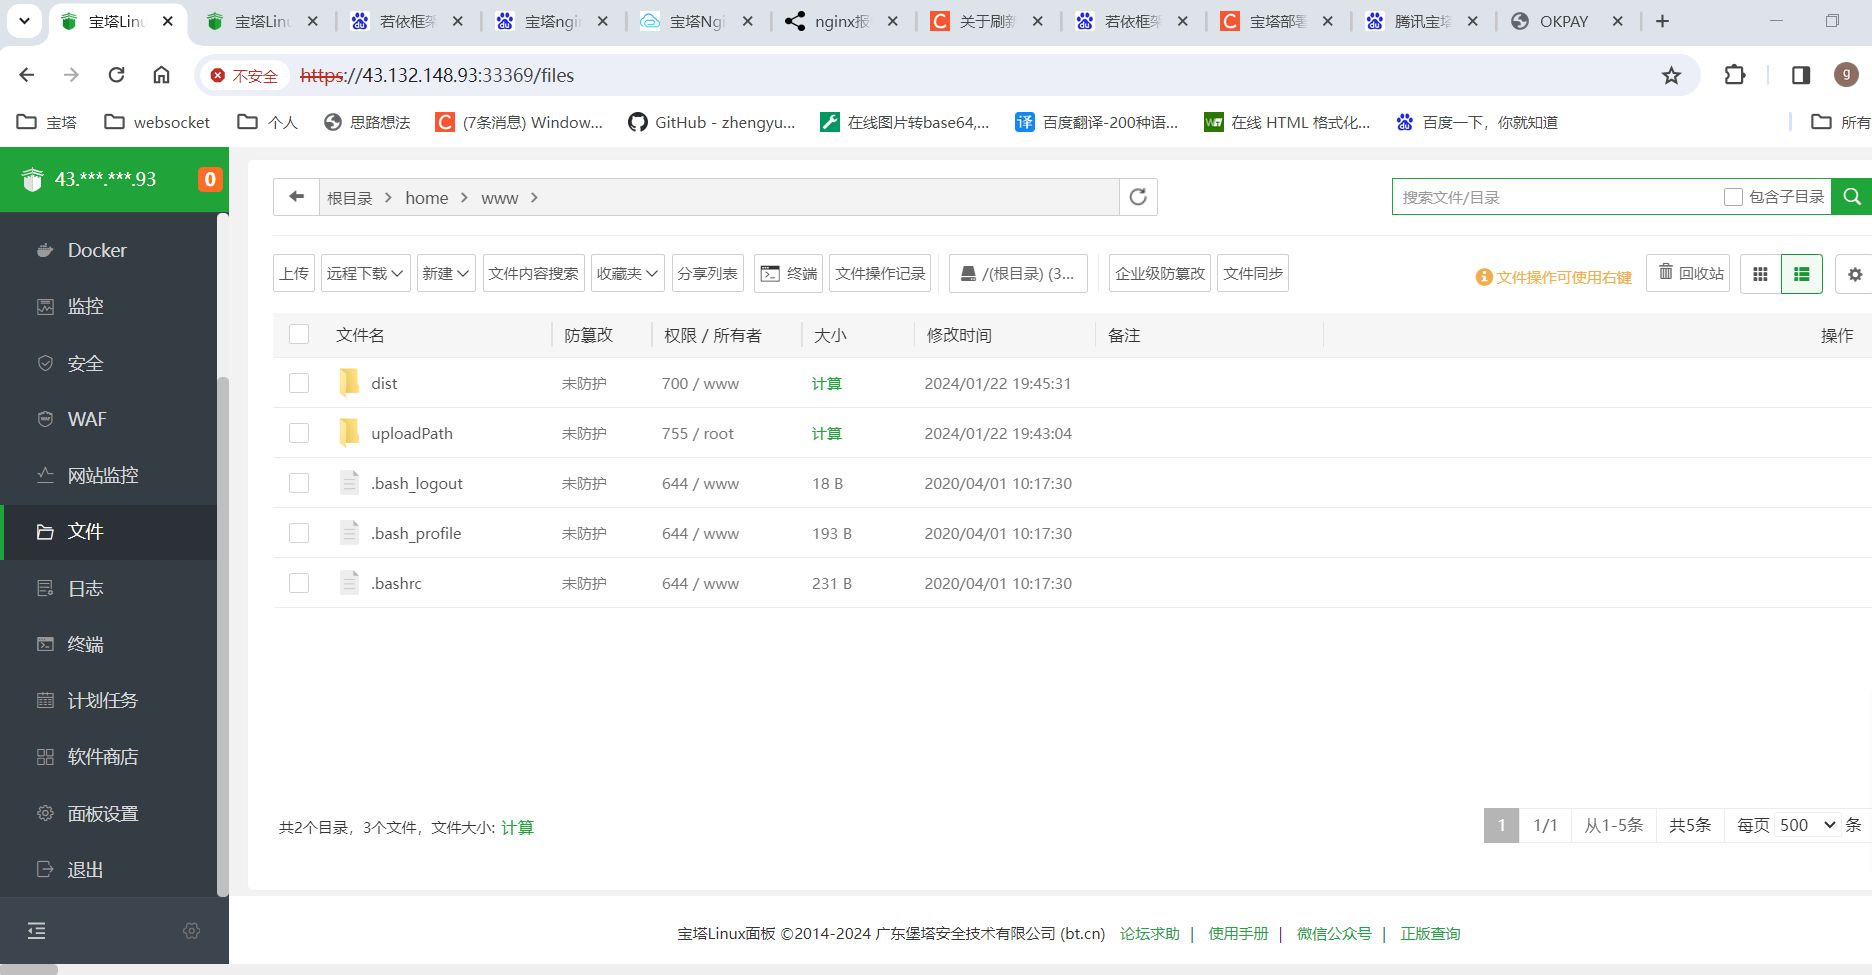 宝塔Linu
宝塔Linu
若依框架
宝塔ngin
宝塔Ngi
nginx报
关于刷新
若依框架
宝塔部署
腾讯宝塔
OKPAY
不安全 https://43.132.148.93:33369/files
g
宝塔
websocket
个人
思路想法
(7条消息) Window...
GitHub - zhengyu...
在线图片转base64,...
百度翻译-200种语...
在线 HTML 格式化...
百度一下，你就知道
所有
43.***.***.93 0
Docker
监控
安全
WAF
网站监控
文件
日志
终端
计划任务
软件商店
面板设置
退出
根目录 home www
搜索文件/目录 包含子目录
上传 远程下载 新建 文件内容搜索 收藏夹 分享列表 终端 文件操作记录 /(根目录) (3... 企业级防篡改 文件同步 文件操作可使用右键 回收站
文件名 防篡改 权限 / 所有者 大小 修改时间 备注 操作
dist 未防护 700 / www 计算 2024/01/22 19:45:31
uploadPath 未防护 755 / root 计算 2024/01/22 19:43:04
.bash_logout 未防护 644 / www 18 B 2020/04/01 10:17:30
.bash_profile 未防护 644 / www 193 B 2020/04/01 10:17:30
.bashrc 未防护 644 / www 231 B 2020/04/01 10:17:30
共2个目录，3个文件，文件大小: 计算
1 1/1 从1-5条 共5条 每页 500 条
宝塔Linux面板 ©2014-2024 广东堡塔安全技术有限公司 (bt.cn) 论坛求助 | 使用手册 | 微信公众号 | 正版查询